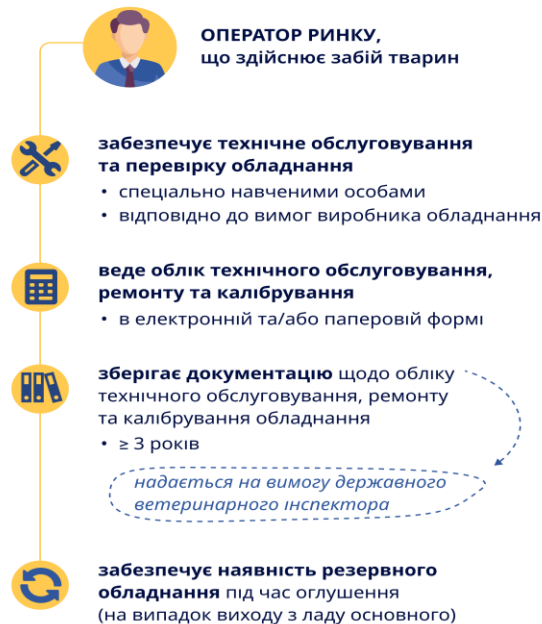 ОПЕРАТОР РИНКУ,
що здійснює забій тварин
забезпечує технічне обслуговування
та перевірку обладнання
• спеціально навченими особами
• відповідно до вимог виробника обладнання
веде облік технічного обслуговування,
ремонту та калібрування
• в електронній та/або паперовій формі
зберігає документацію щодо обліку
технічного обслуговування, ремонту
та калібрування обладнання
• ≥ 3 років
надається на вимогу державного
ветеринарного інспектора
забезпечує наявність резервного
обладнання під час оглушення
(на випадок виходу з ладу основного)